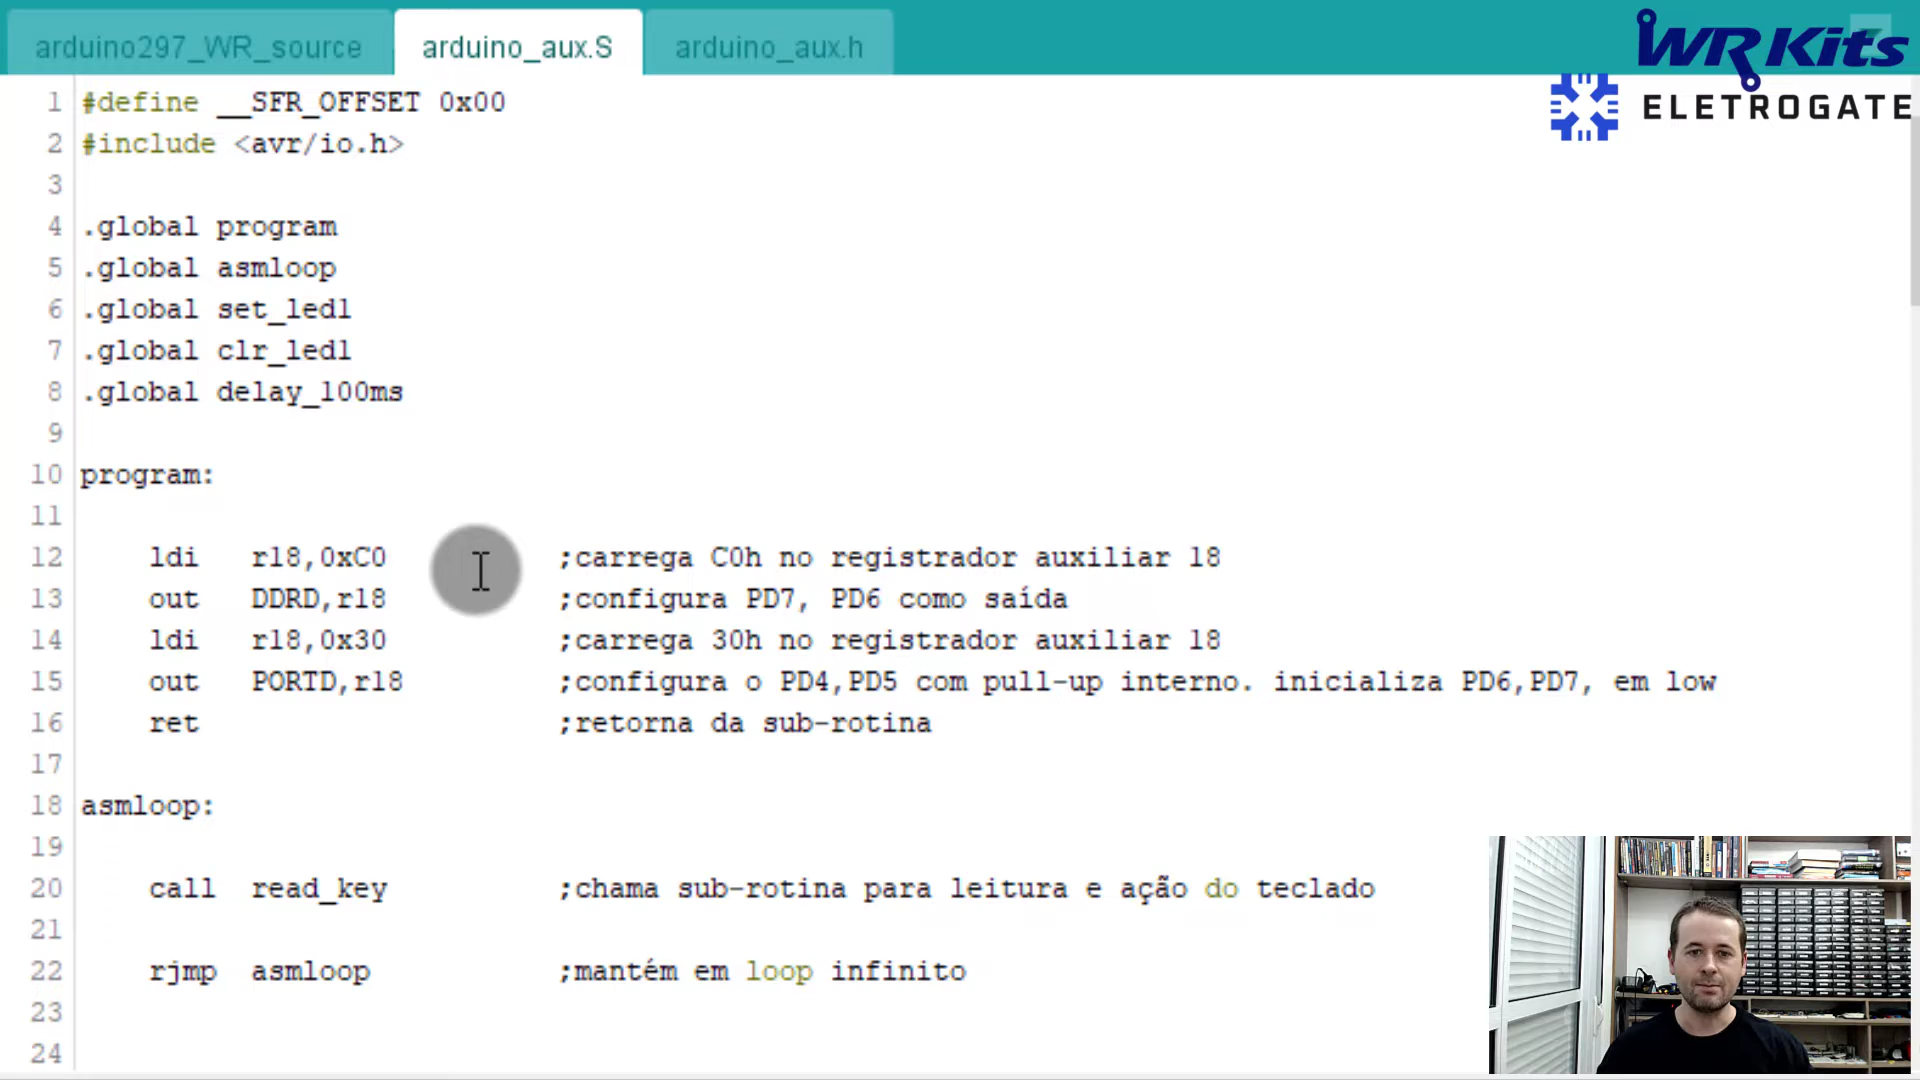 arduino297_WR_source arduino_aux.S arduino_aux.h
WR Kits
ELETROGATE
1 #define __SFR_OFFSET 0x00
2 #include <avr/io.h>
3
4 .global program
5 .global asmloop
6 .global set_led1
7 .global clr_led1
8 .global delay_100ms
9
10 program:
11
12 ldi r18,0xC0 ;carrega C0h no registrador auxiliar 18
13 out DDRD,r18 ;configura PD7, PD6 como saída
14 ldi r18,0x30 ;carrega 30h no registrador auxiliar 18
15 out PORTD,r18 ;configura o PD4,PD5 com pull-up interno. inicializa PD6,PD7, em low
16 ret ;retorna da sub-rotina
17
18 asmloop:
19
20 call read_key ;chama sub-rotina para leitura e ação do teclado
21
22 rjmp asmloop ;mantém em loop infinito
23
24